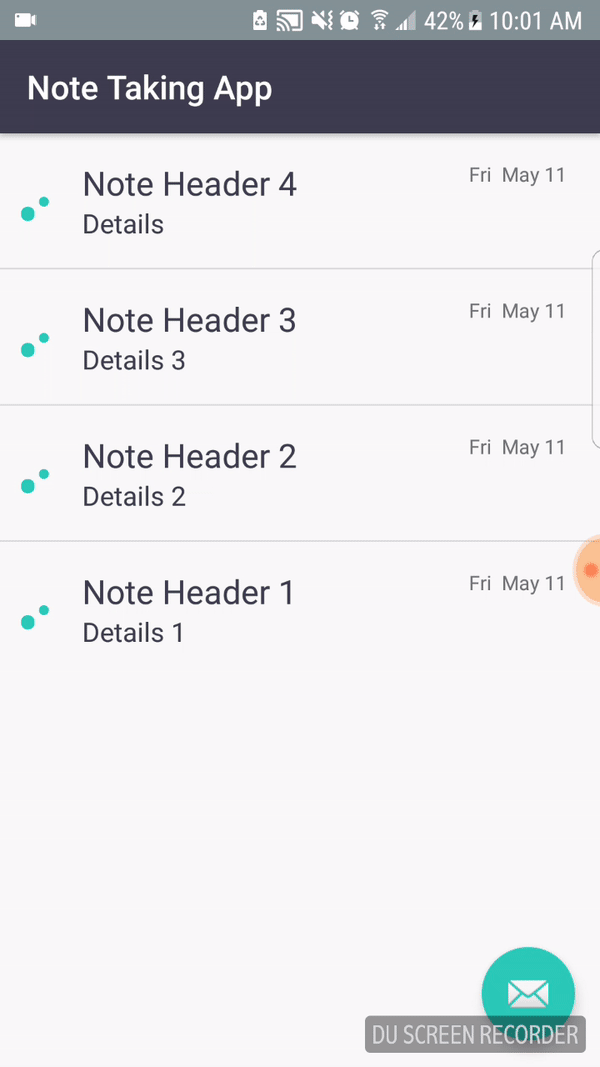 42% 10:01 AM
Note Taking App
Note Header 4
Fri May 11
Details
Note Header 3
Fri May 11
Details 3
Note Header 2
Fri May 11
Details 2
Note Header 1
Fri May 11
Details 1
DU SCREEN RECORDER